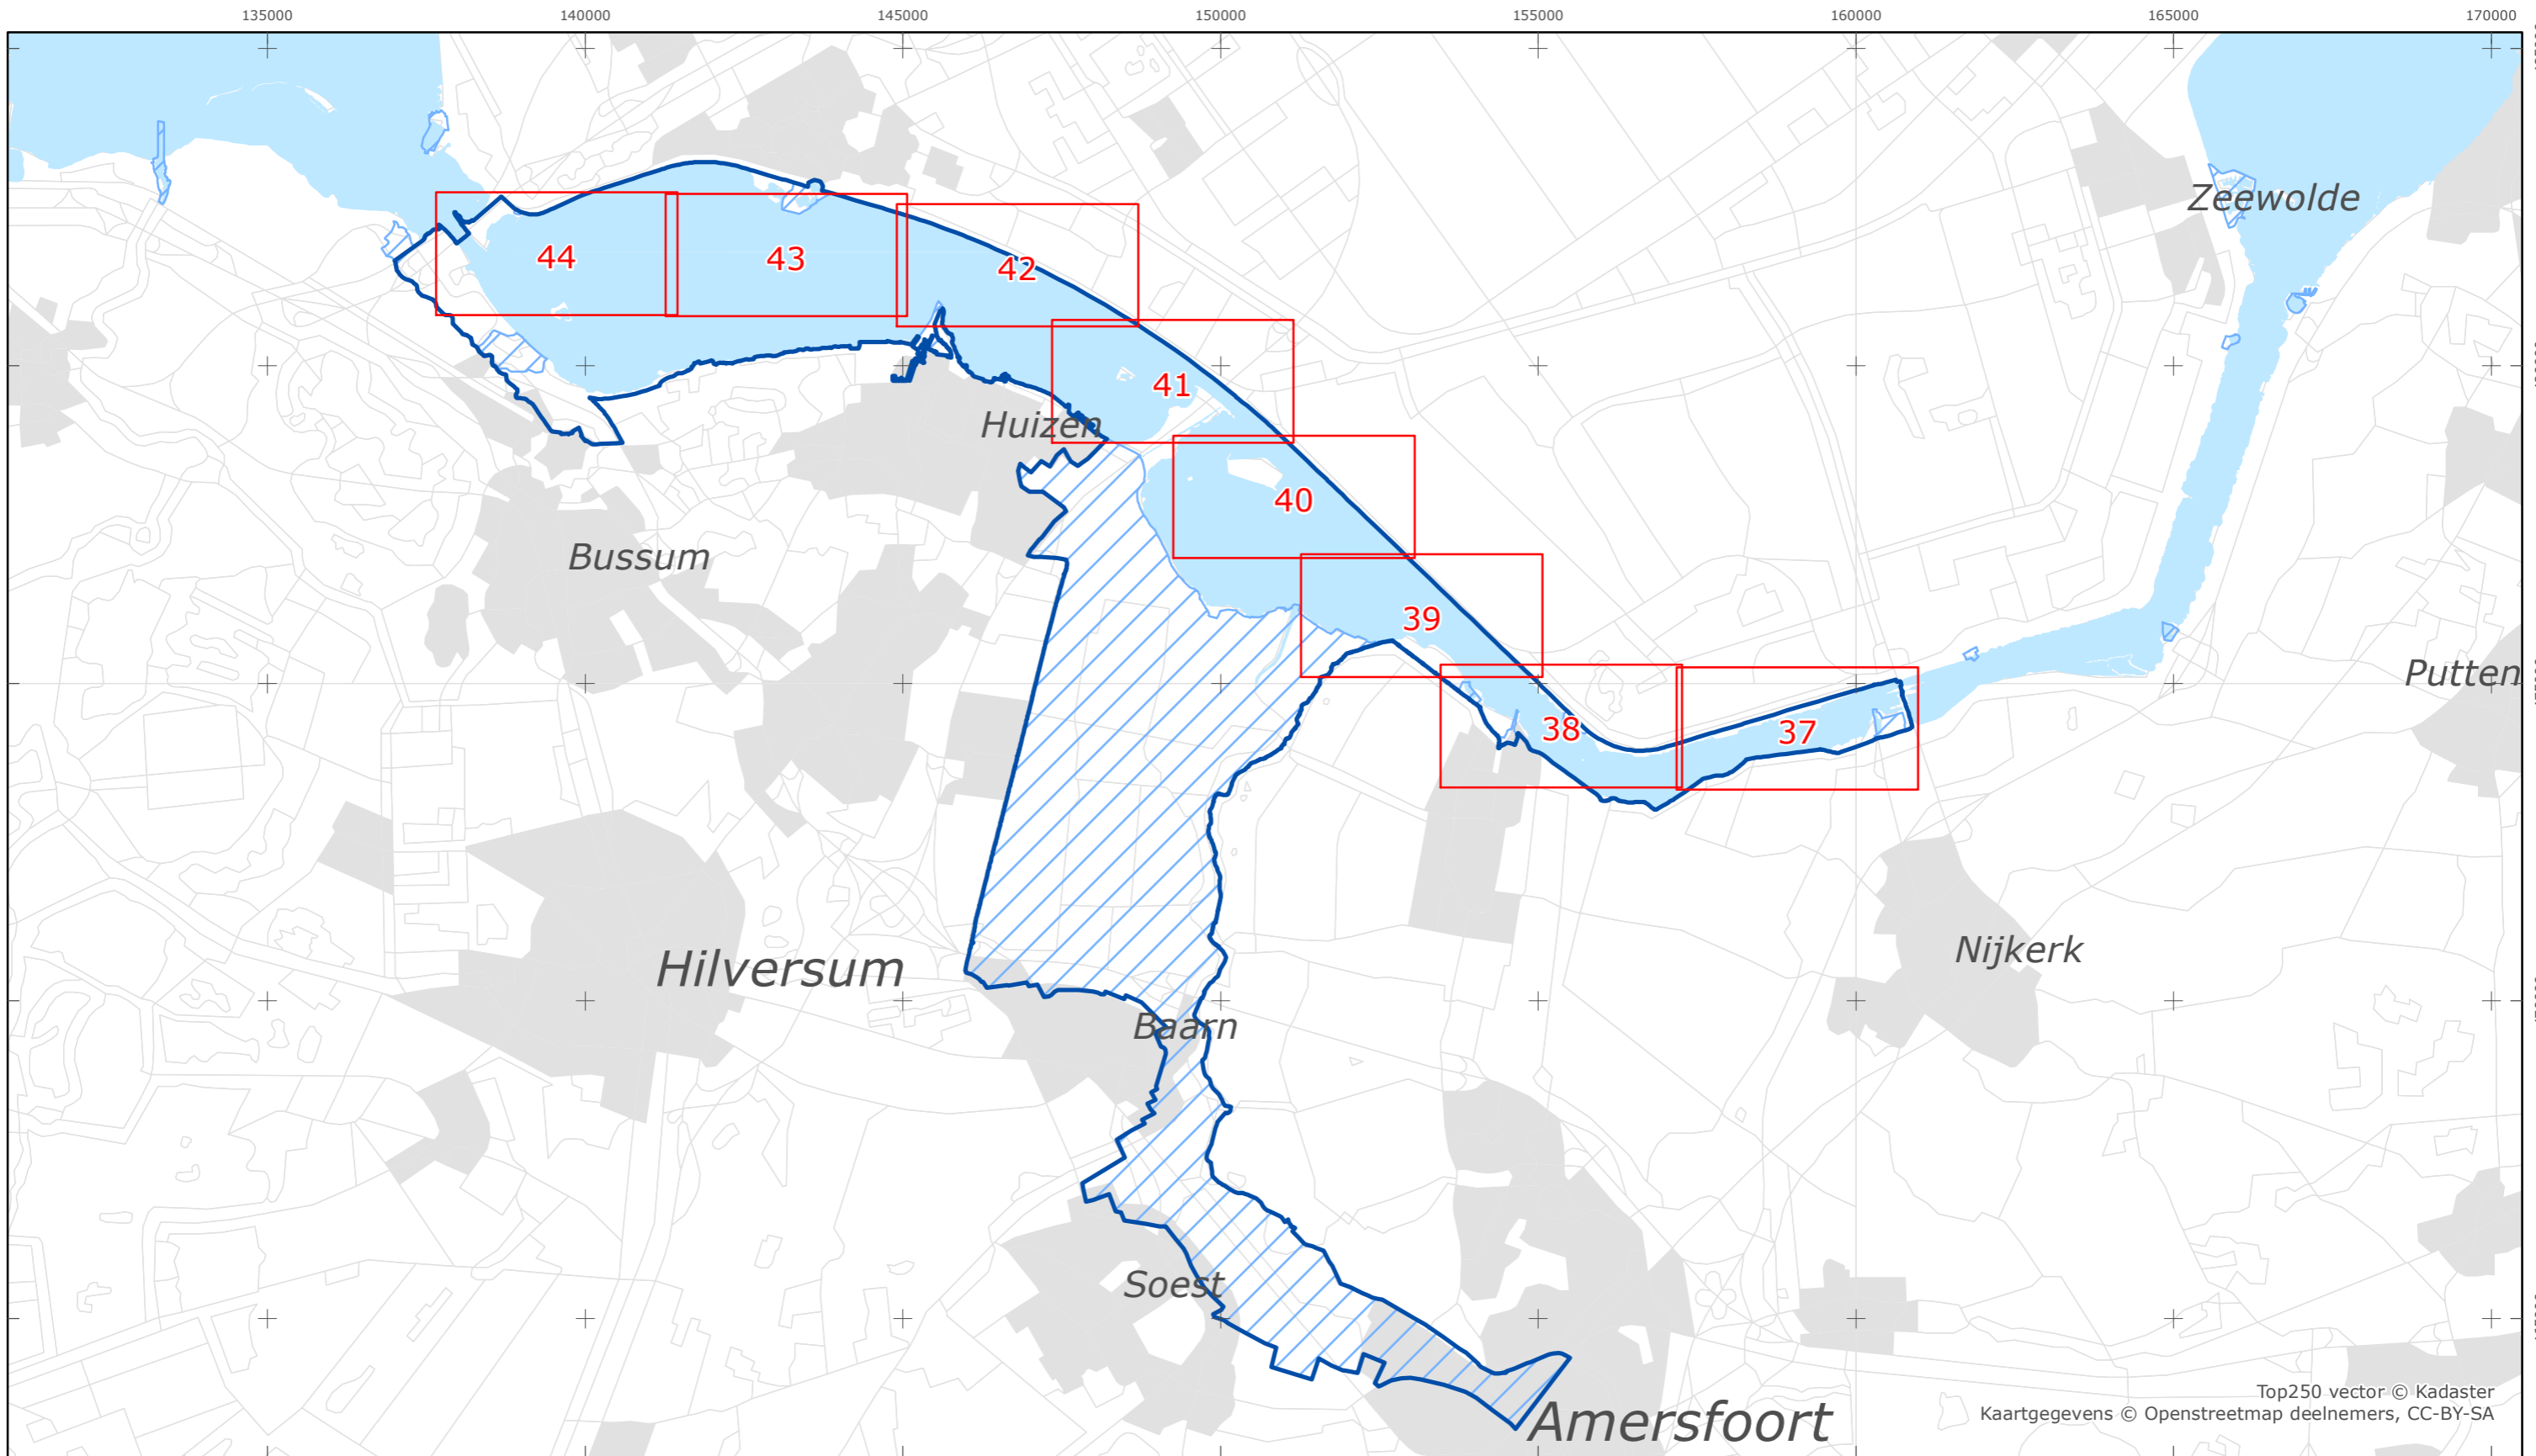 135000 140000 145000 150000 155000 160000 165000 170000
Zeewolde
44
43
42
41
Huizen
40
Bussum
39
Putten
38
37
Nijkerk
Hilversum
Baarn
Soest
Top250 vector © Kadaster
Kaartgegevens © Openstreetmap deelnemers, CC-BY-SA
Amersfoort